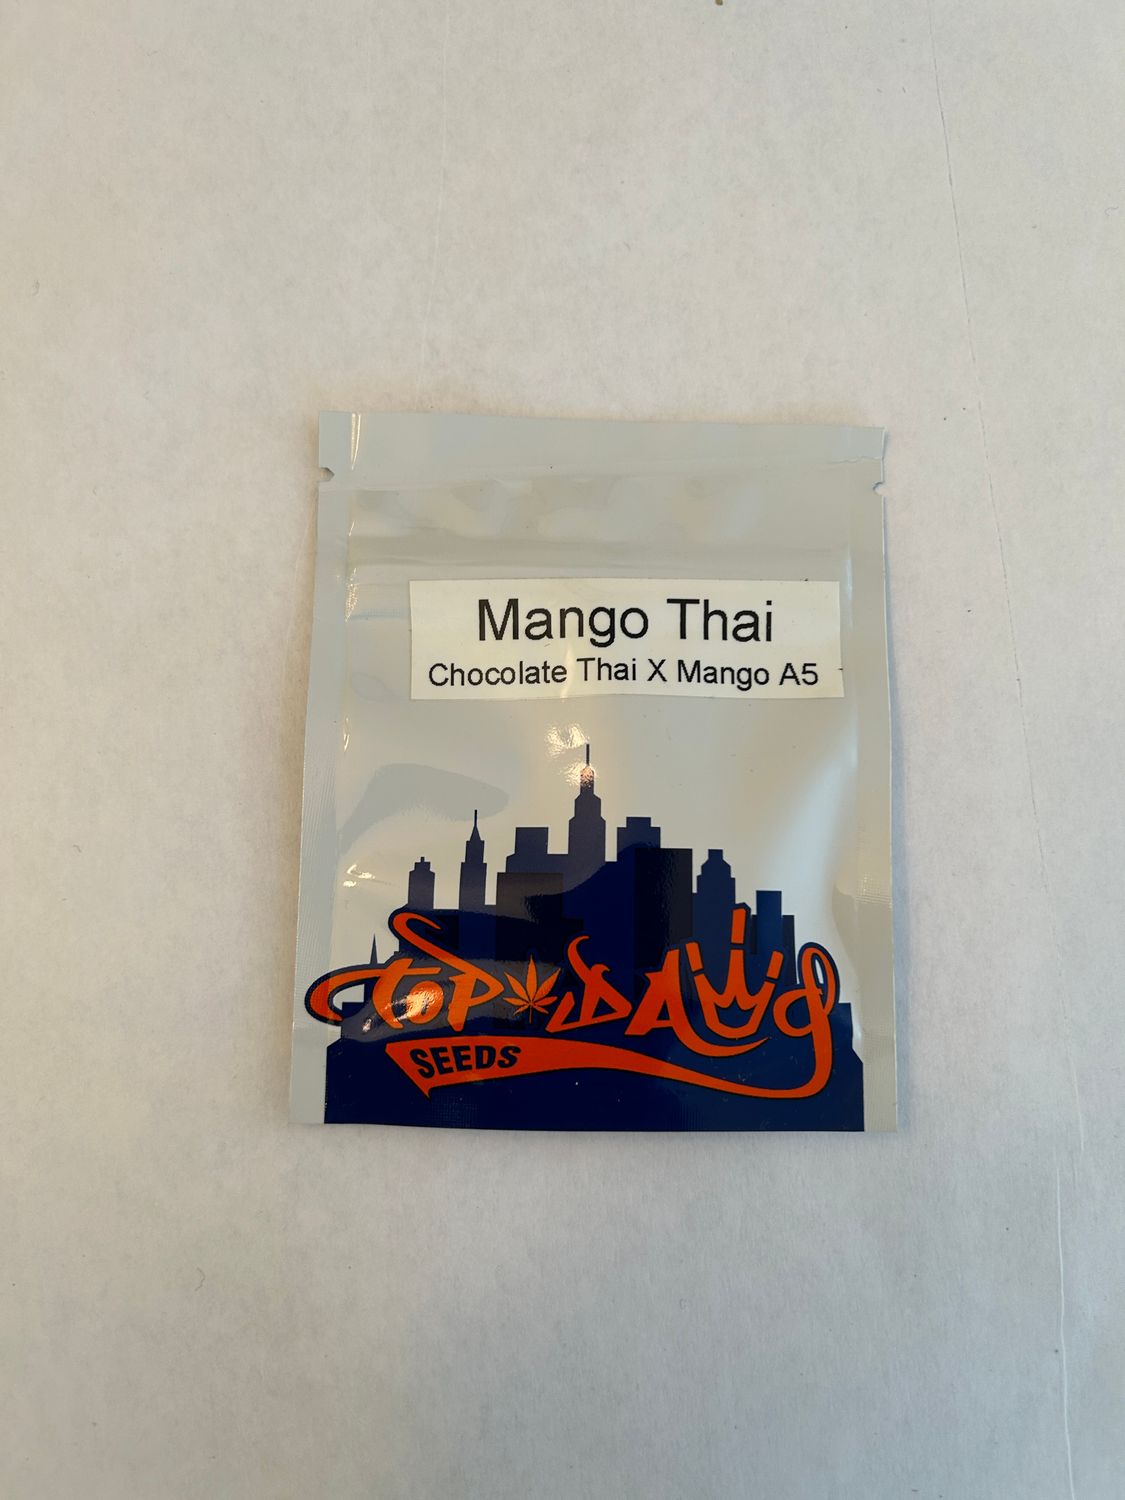 Mango Thai
Chocolate Thai X Mango A5
TOP DAWG
SEEDS